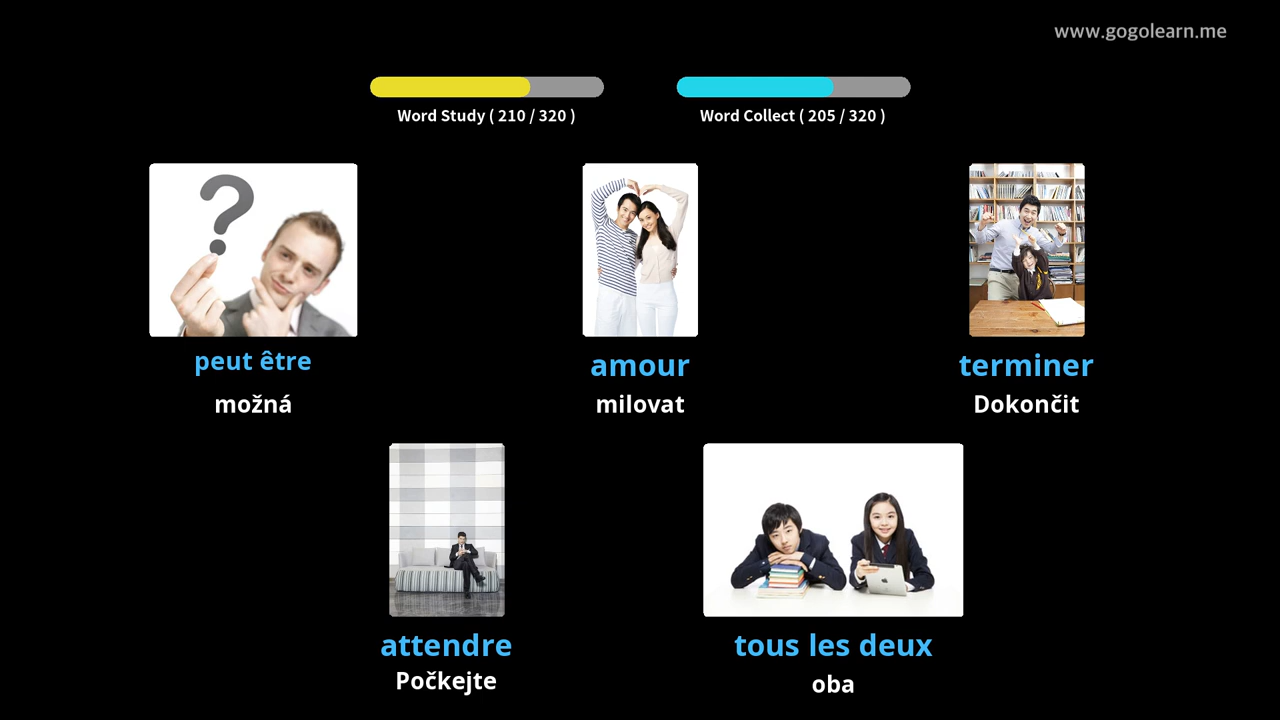 www.gogolearn.me
Word Study ( 210 / 320 )
Word Collect ( 205 / 320 )
peut être
možná
amour
milovat
terminer
Dokončit
attendre
Počkejte
tous les deux
oba